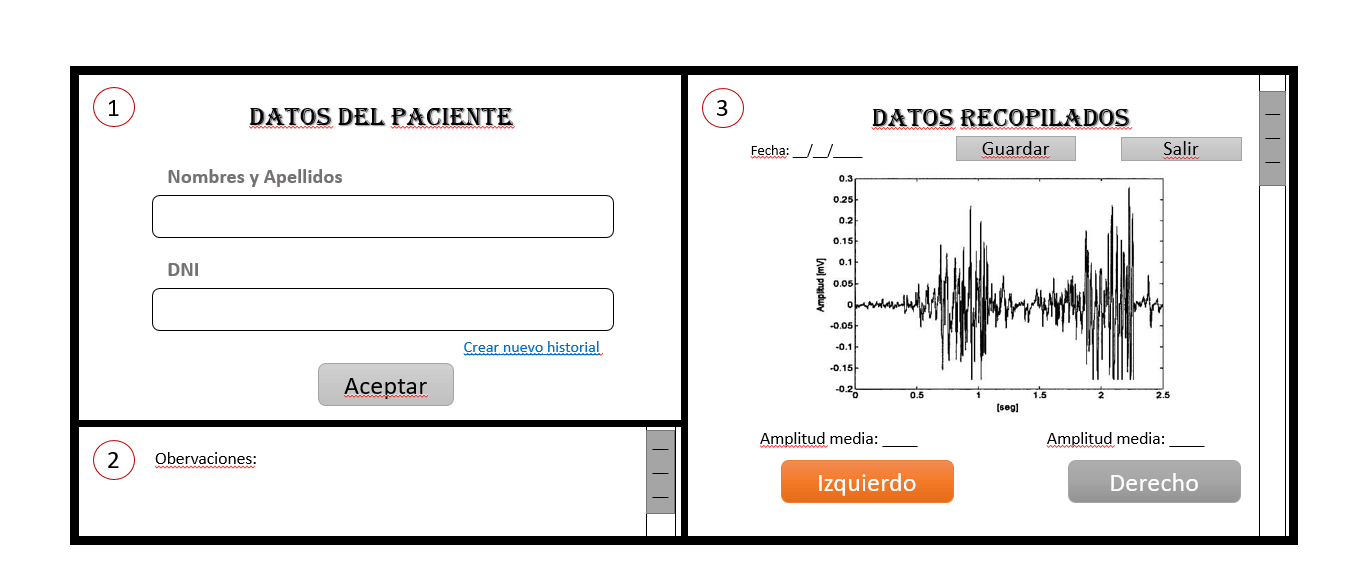 1
DATOS DEL PACIENTE
Nombres y Apellidos
DNI
Crear nuevo historial
Aceptar
2
Obervaciones:
3
DATOS RECOPILADOS
Fecha: __/__/____
Guardar
Salir
0.3
0.25
0.2
0.15
0.1
0.05
0
-0.05
-0.1
-0.15
-0.2
Amplitud [mV]
0 0.5 1 1.5 2 2.5
[seg]
Amplitud media: ____
Amplitud media: ____
Izquierdo
Derecho